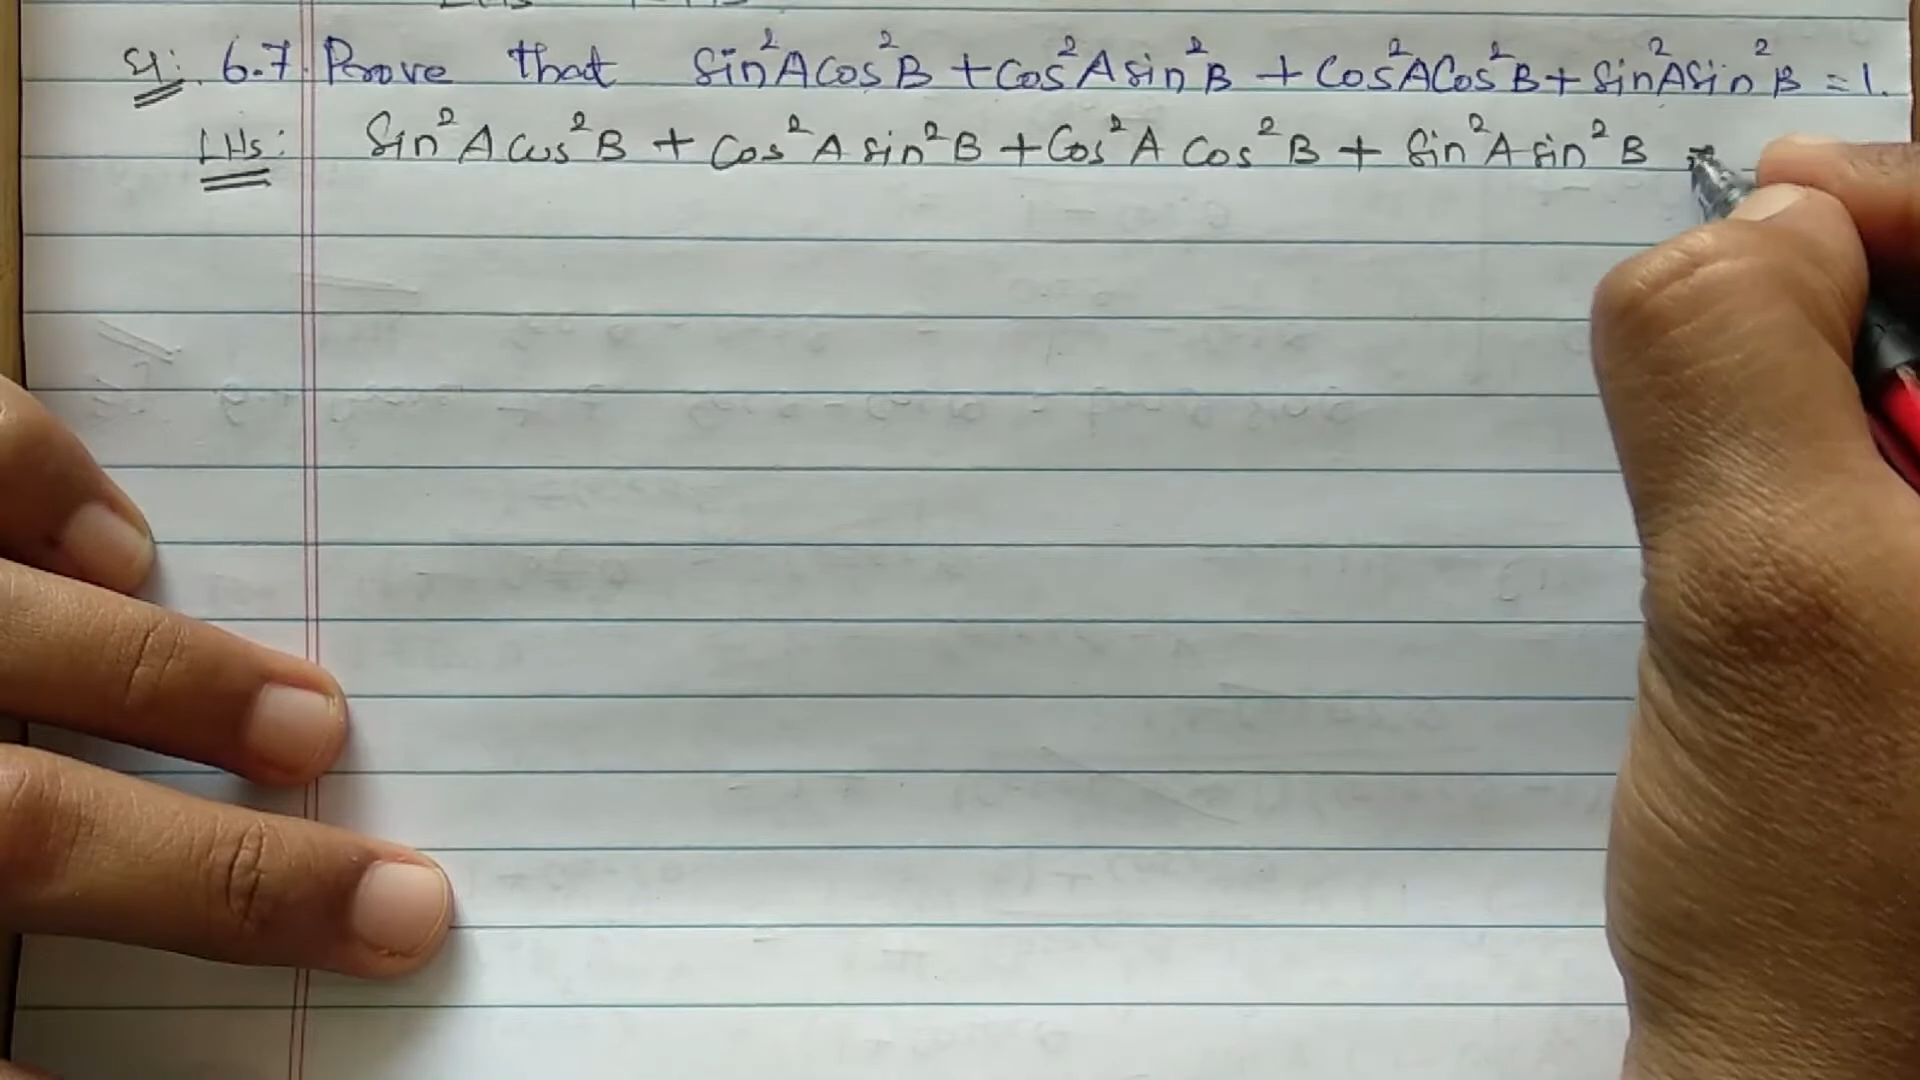 Eg: 6.7 Prove that Sin²A Cos²B + Cos²A sin²B + Cos²A Cos²B + Sin²A Sin²B = 1.
LHS: Sin²A Cos²B + Cos²A sin²B + Cos²A Cos²B + Sin²A sin²B